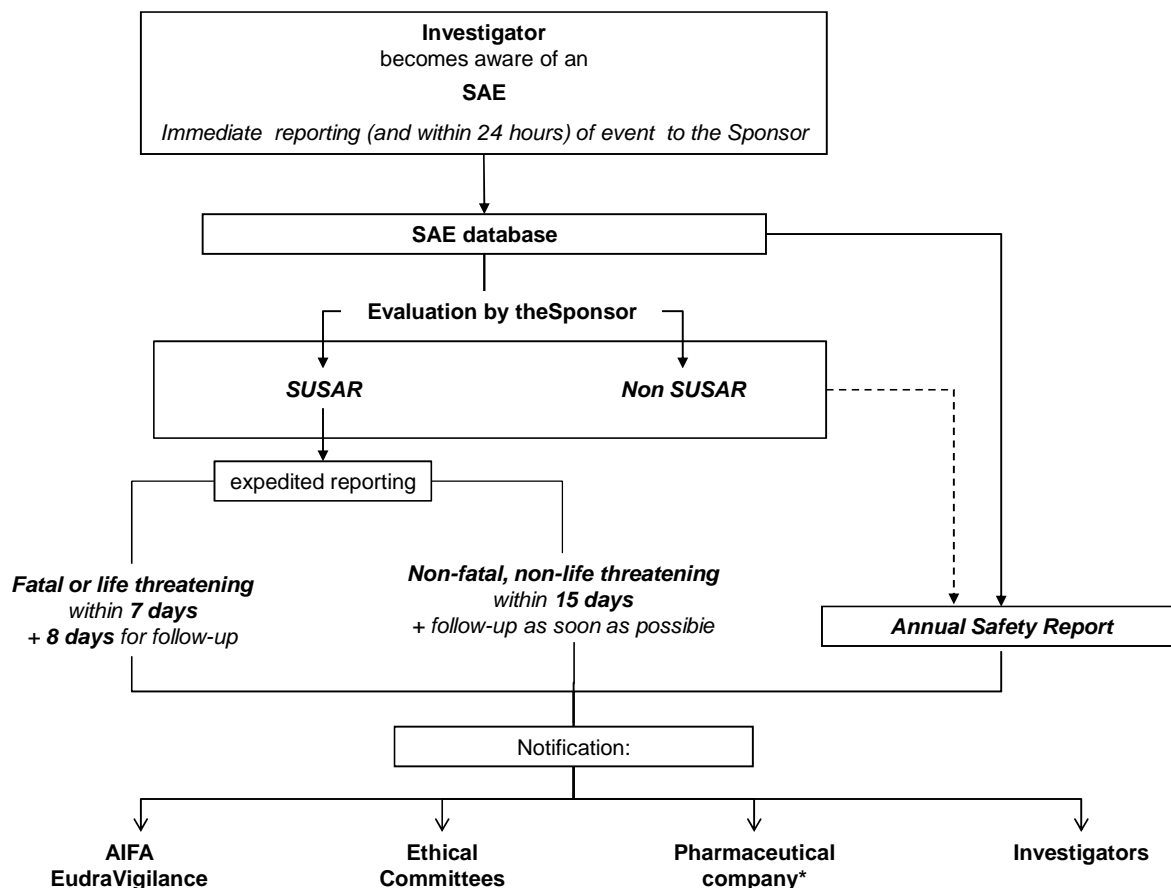 Investigator
becomes aware of an
SAE
Immediate reporting (and within 24 hours) of event to the Sponsor
SAE database
Evaluation by theSponsor
SUSAR
Non SUSAR
expedited reporting
Fatal or life threatening
within 7 days
+ 8 days for follow-up
Non-fatal, non-life threatening
within 15 days
+ follow-up as soon as possibie
Annual Safety Report
Notification:
AIFA
EudraVigilance
Ethical
Committees
Pharmaceutical
company*
Investigators